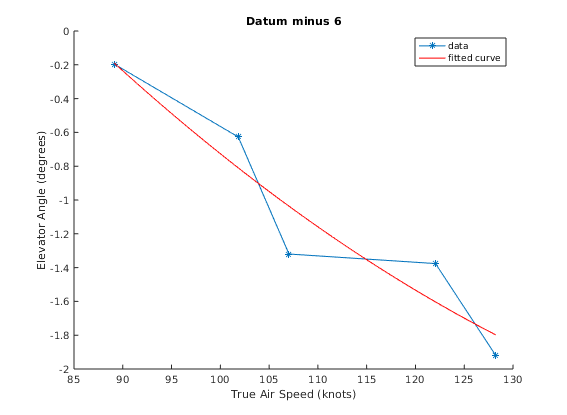 Datum minus 6
data
fitted curve
0
-0.2
-0.4
-0.6
-0.8
-1
-1.2
-1.4
-1.6
-1.8
-2
Elevator Angle (degrees)
85 90 95 100 105 110 115 120 125 130
True Air Speed (knots)